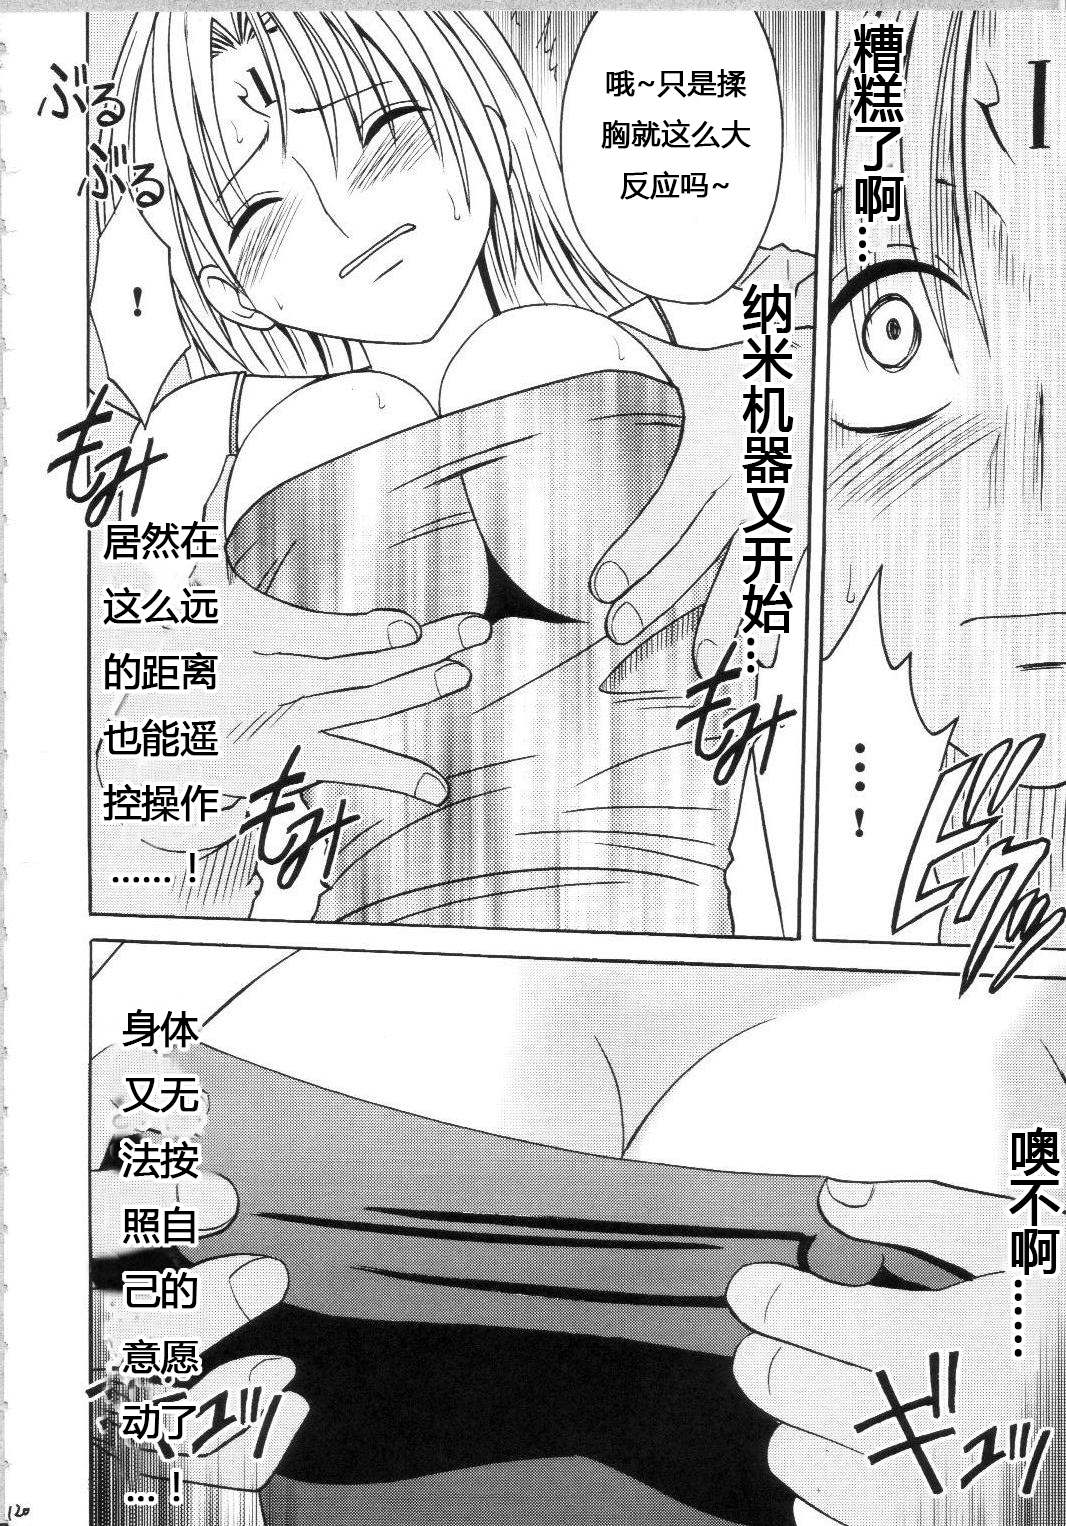 糟糕了啊…
I
…！
ビクッ
哦~只是揉
胸就这么大
反应吗~
纳米机器又开始…
ぶる
ぶる
！
もみ
もみ
もみ
居然在
这么远
的距离
也能遥
控操作
……！
噢不啊……
ギュッ
身体
又无
法按
照自
己的
意愿
动了
…！
120